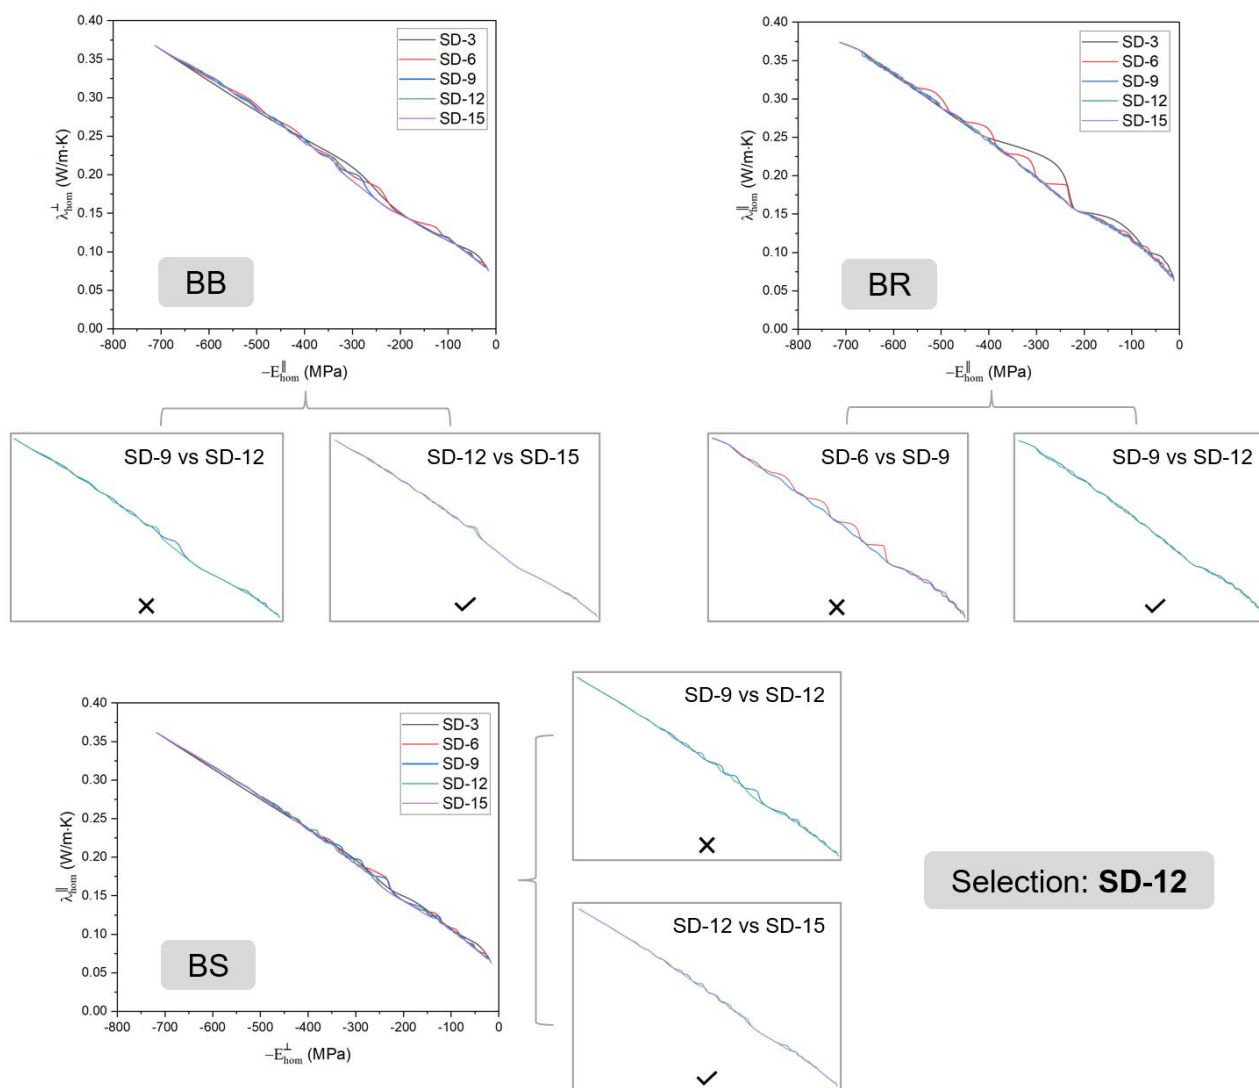 0.40
0.35
0.30
0.25
0.20
0.15
0.10
0.05
0.00
λ⊥hom (W/m·K)
SD-3
SD-6
SD-9
SD-12
SD-15
BB
-800 -700 -600 -500 -400 -300 -200 -100 0
−E∥hom (MPa)
SD-9 vs SD-12
×
SD-12 vs SD-15
✓
0.40
0.35
0.30
0.25
0.20
0.15
0.10
0.05
0.00
λ∥hom (W/m·K)
SD-3
SD-6
SD-9
SD-12
SD-15
BR
-800 -700 -600 -500 -400 -300 -200 -100 0
−E∥hom (MPa)
SD-6 vs SD-9
×
SD-9 vs SD-12
✓
0.40
0.35
0.30
0.25
0.20
0.15
0.10
0.05
0.00
λ∥hom (W/m·K)
SD-3
SD-6
SD-9
SD-12
SD-15
BS
-800 -700 -600 -500 -400 -300 -200 -100 0
−E⊥hom (MPa)
SD-9 vs SD-12
×
SD-12 vs SD-15
✓
Selection: SD-12